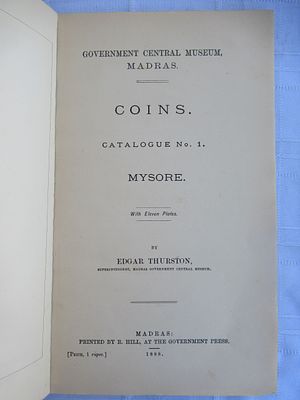 GOVERNMENT CENTRAL MUSEUM,
MADRAS.
COINS.
CATALOGUE No. 1.
MYSORE.
With Eleven Plates.
BY
EDGAR THURSTON,
SUPERINTENDENT, MADRAS GOVERNMENT CENTRAL MUSEUM.
MADRAS:
PRINTED BY R. HILL, AT THE GOVERNMENT PRESS.
[PRICE, 1 rupee.] 1888.